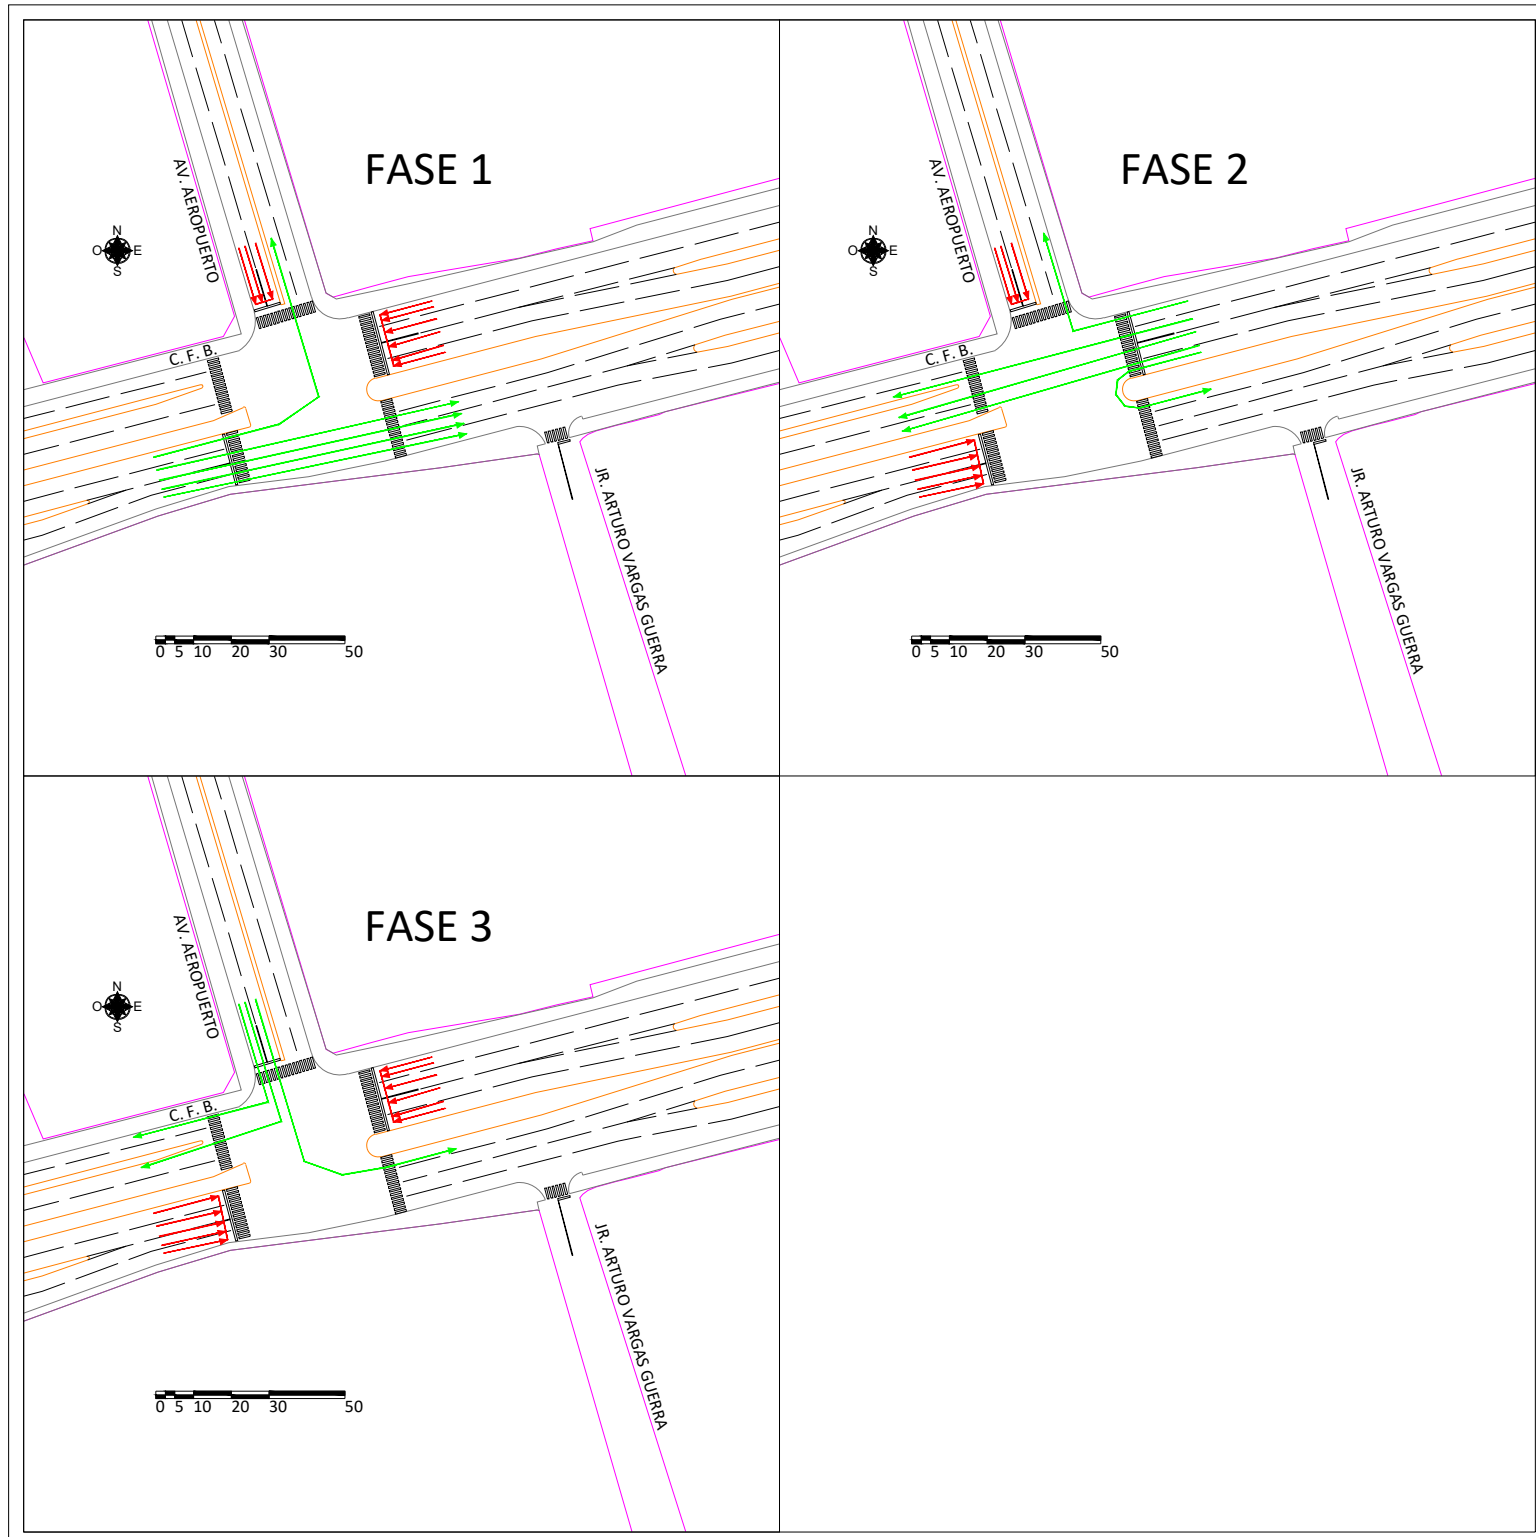 FASE 1
AV. AEROPUERTO
N
O E
S
C. F. B.
JR. ARTURO VARGAS GUERRA
0 5 10 20 30 50
FASE 2
AV. AEROPUERTO
N
O E
S
C. F. B.
JR. ARTURO VARGAS GUERRA
0 5 10 20 30 50
FASE 3
AV. AEROPUERTO
N
O E
S
C. F. B.
JR. ARTURO VARGAS GUERRA
0 5 10 20 30 50